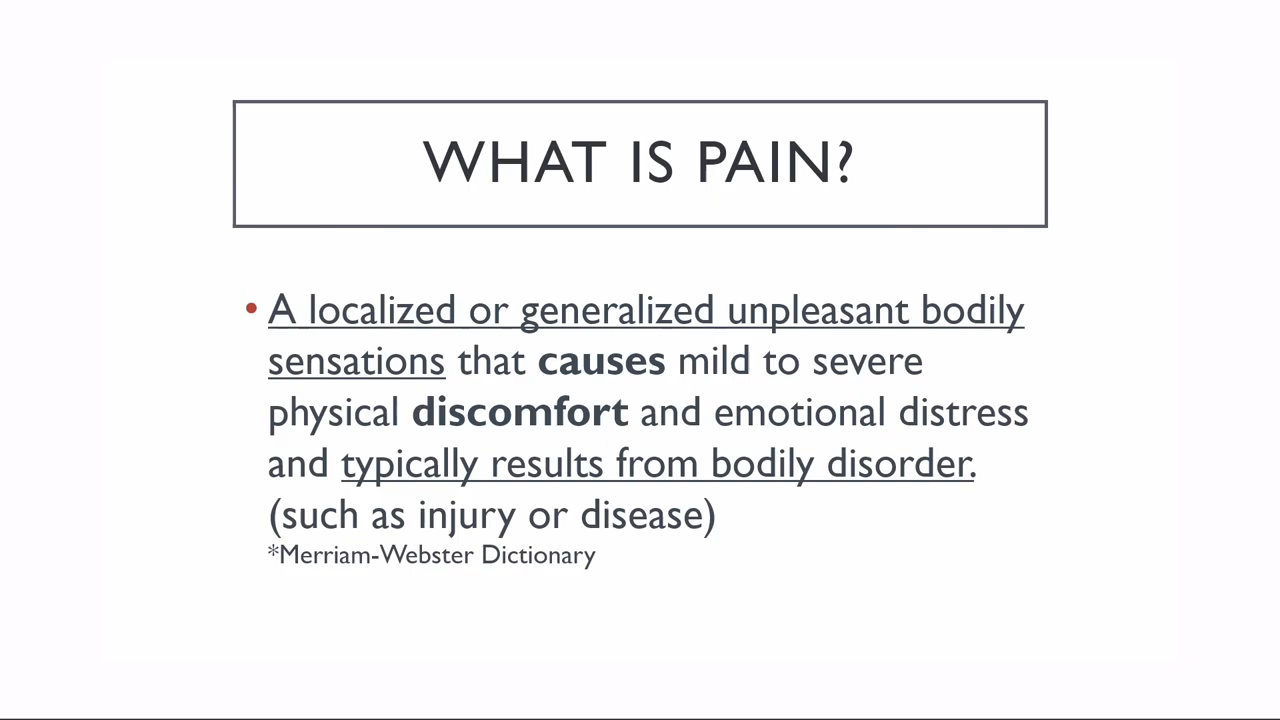 WHAT IS PAIN?
• A localized or generalized unpleasant bodily
sensations that causes mild to severe
physical discomfort and emotional distress
and typically results from bodily disorder.
(such as injury or disease)
*Merriam-Webster Dictionary